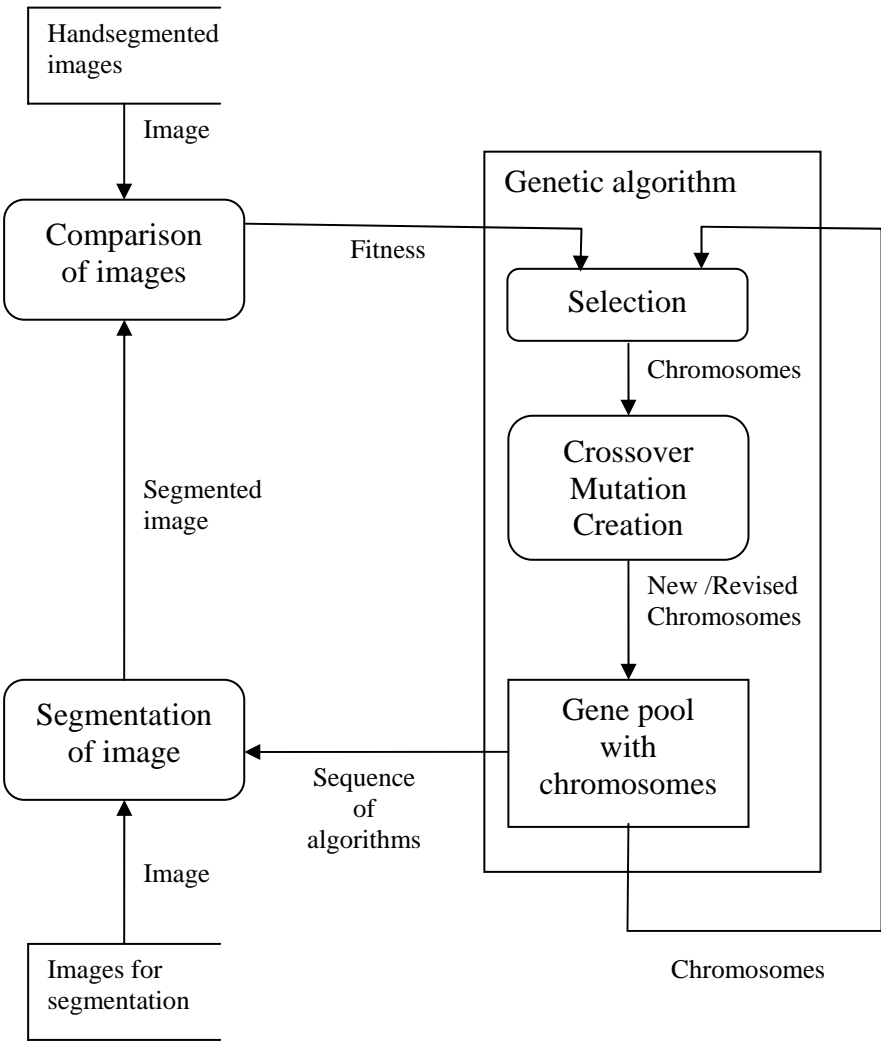 Handsegmented
images
Image
Genetic algorithm
Comparison
of images
Fitness
Selection
Chromosomes
Crossover
Mutation
Creation
Segmented
image
New /Revised
Chromosomes
Segmentation
of image
Gene pool
with
chromosomes
Sequence
of
algorithms
Image
Images for
segmentation
Chromosomes